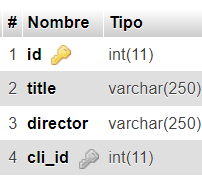 # Nombre Tipo
1 id int(11)
2 title varchar(250)
3 director varchar(250)
4 cli_id int(11)